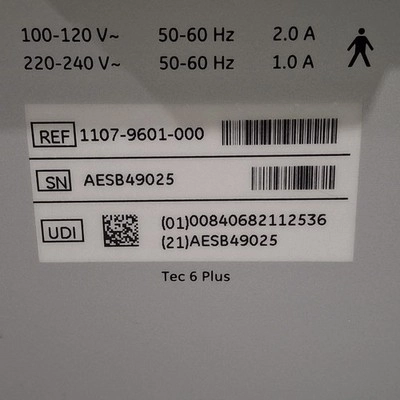 100-120 V~ 50-60 Hz 2.0 A
220-240 V~ 50-60 Hz 1.0 A
REF 1107-9601-000
SN AESB49025
UDI (01)00840682112536
(21)AESB49025
Tec 6 Plus